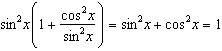 sin²x(1 + cos²x/sin²x) = sin²x + cos²x = 1